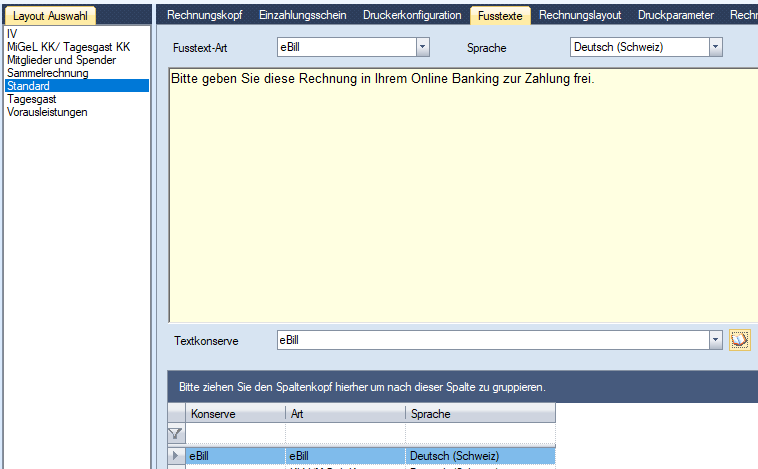 Layout Auswahl
IV
MiGeL KK/ Tagesgast KK
Mitglieder und Spender
Sammelrechnung
Standard
Tagesgast
Vorausleistungen
Rechnungskopf Einzahlungsschein Druckerkonfiguration Fusstexte Rechnungslayout Druckparameter Rechn
Fusstext-Art eBill Sprache Deutsch (Schweiz)
Bitte geben Sie diese Rechnung in Ihrem Online Banking zur Zahlung frei.
Textkonserve eBill
Bitte ziehen Sie den Spaltenkopf hierher um nach dieser Spalte zu gruppieren.
Konserve Art Sprache
eBill eBill Deutsch (Schweiz)